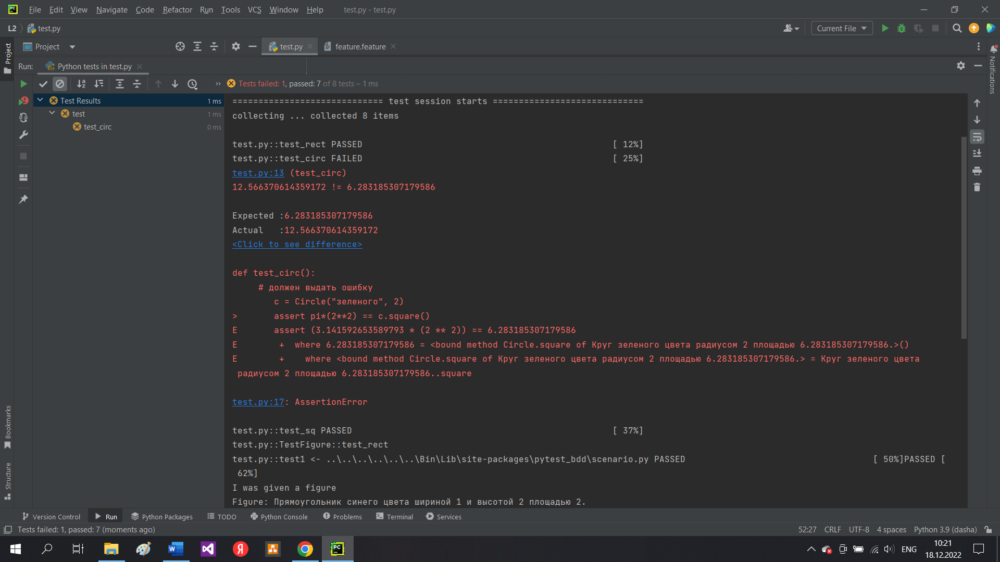 File Edit View Navigate Code Refactor Run Tools VCS Window Help test.py - test.py
L2 test.py Current File
Project test.py feature.feature
Run: Python tests in test.py
Tests failed: 1, passed: 7 of 8 tests – 1 ms
Test Results 1 ms
test 1 ms
test_circ 0 ms
============================= test session starts =============================
collecting ... collected 8 items
test.py::test_rect PASSED [ 12%]
test.py::test_circ FAILED [ 25%]
test.py:13 (test_circ)
12.566370614359172 != 6.283185307179586
Expected :6.283185307179586
Actual :12.566370614359172
<Click to see difference>
def test_circ():
# должен выдать ошибку
c = Circle("зеленого", 2)
> assert pi*(2**2) == c.square()
E assert (3.141592653589793 * (2 ** 2)) == 6.283185307179586
E + where 6.283185307179586 = <bound method Circle.square of Круг зеленого цвета радиусом 2 площадью 6.283185307179586.>()
E + where <bound method Circle.square of Круг зеленого цвета радиусом 2 площадью 6.283185307179586.> = Круг зеленого цвета
радиусом 2 площадью 6.283185307179586..square
test.py:17: AssertionError
test.py::test_sq PASSED [ 37%]
test.py::TestFigure::test_rect
test.py::test1 <- ..\..\..\..\..\..\Bin\Lib\site-packages\pytest_bdd\scenario.py PASSED [ 50%]PASSED [
62%]
I was given a figure
Figure: Прямоугольник синего цвета шириной 1 и высотой 2 площадью 2.
Project
Bookmarks
Structure
Notifications
Version Control Run Python Packages TODO Python Console Problems Terminal Services
Tests failed: 1, passed: 7 (moments ago) 52:27 CRLF UTF-8 4 spaces Python 3.9 (dasha)
ENG 10:21
18.12.2022